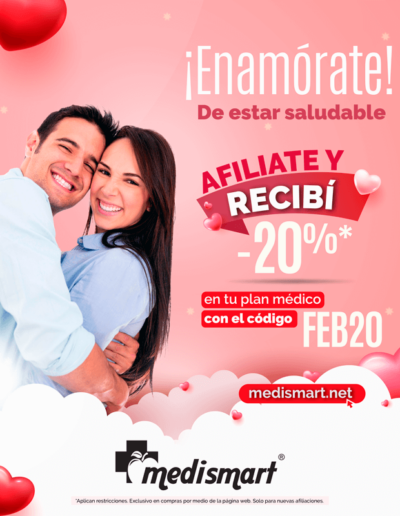 ¡Enamórate!
De estar saludable
AFILIATE Y
RECIBÍ
-20%*
en tu plan médico
con el código
FEB20
medismart.net
medismart®
*Aplican restricciones. Exclusivo en compras por medio de la página web. Solo para nuevas afiliaciones.